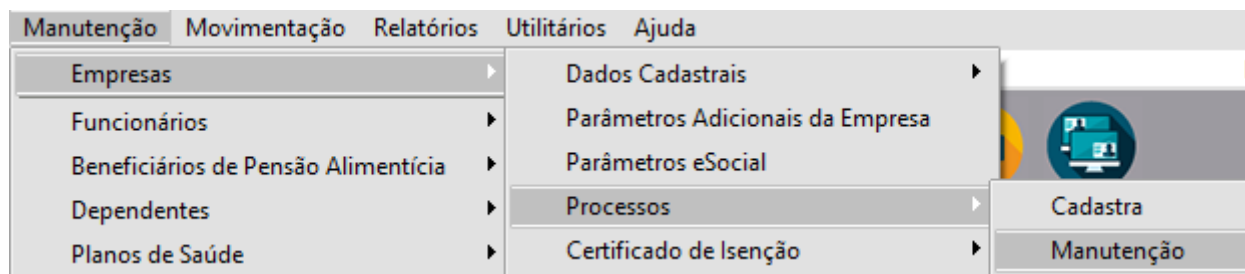 Manutenção Movimentação Relatórios Utilitários Ajuda
Empresas
Funcionários
Beneficiários de Pensão Alimentícia
Dependentes
Planos de Saúde
Dados Cadastrais
Parâmetros Adicionais da Empresa
Parâmetros eSocial
Processos
Certificado de Isenção
Cadastra
Manutenção